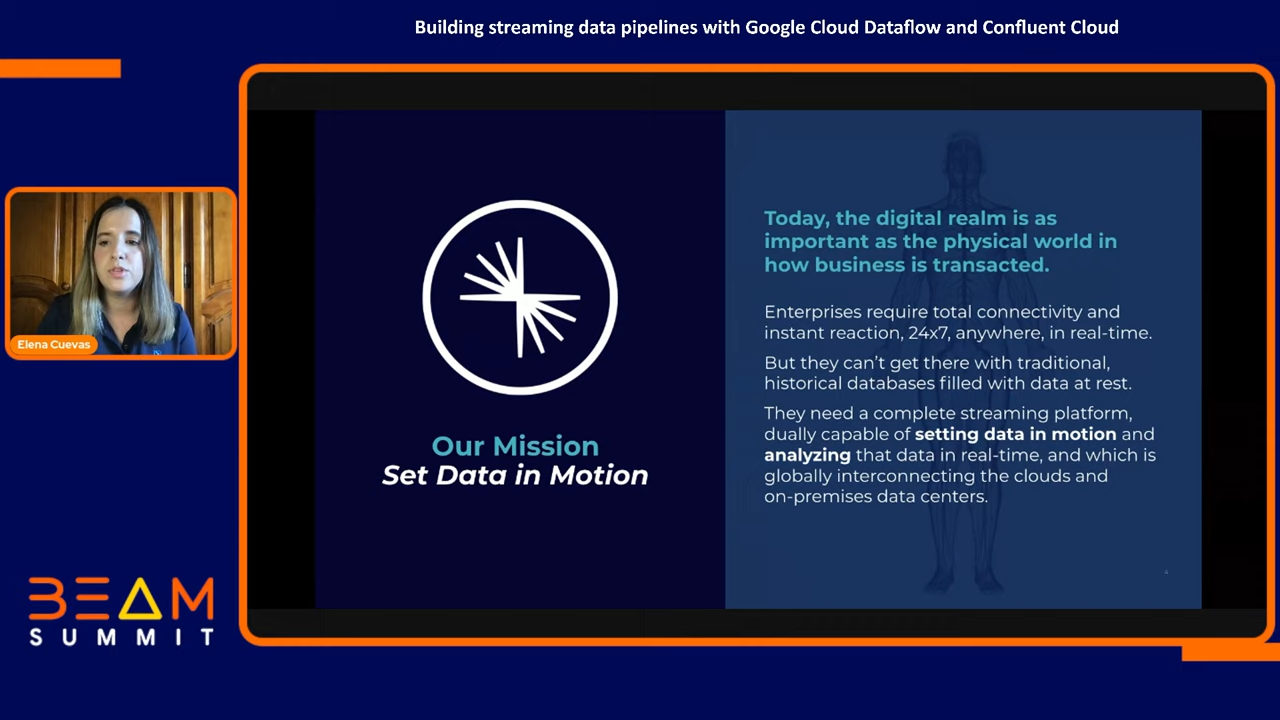 Building streaming data pipelines with Google Cloud Dataflow and Confluent Cloud
Elena Cuevas
BEAM
SUMMIT
Our Mission
Set Data in Motion
Today, the digital realm is as
important as the physical world in
how business is transacted.
Enterprises require total connectivity and
instant reaction, 24x7, anywhere, in real-time.
But they can’t get there with traditional,
historical databases filled with data at rest.
They need a complete streaming platform,
dually capable of setting data in motion and
analyzing that data in real-time, and which is
globally interconnecting the clouds and
on-premises data centers.